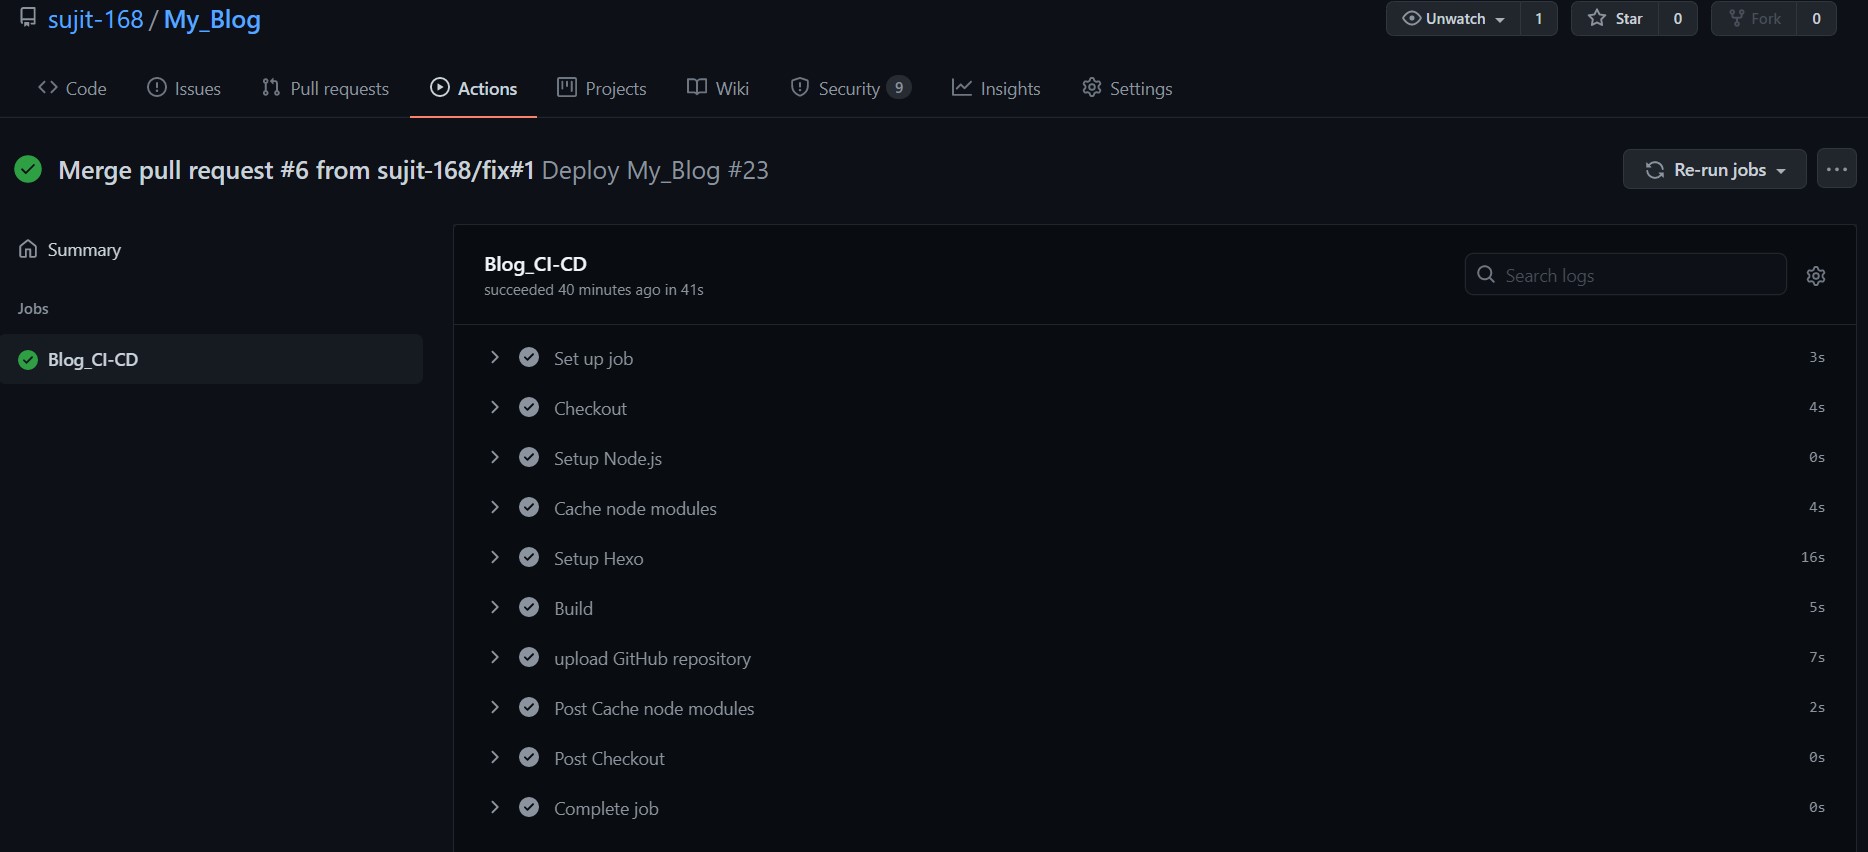 sujit-168 / My_Blog
Unwatch 1 Star 0 Fork 0
Code Issues Pull requests Actions Projects Wiki Security 9 Insights Settings
Merge pull request #6 from sujit-168/fix#1 Deploy My_Blog #23
Re-run jobs
Summary
Jobs
Blog_CI-CD
Blog_CI-CD
succeeded 40 minutes ago in 41s
Search logs
Set up job 3s
Checkout 4s
Setup Node.js 0s
Cache node modules 4s
Setup Hexo 16s
Build 5s
upload GitHub repository 7s
Post Cache node modules 2s
Post Checkout 0s
Complete job 0s